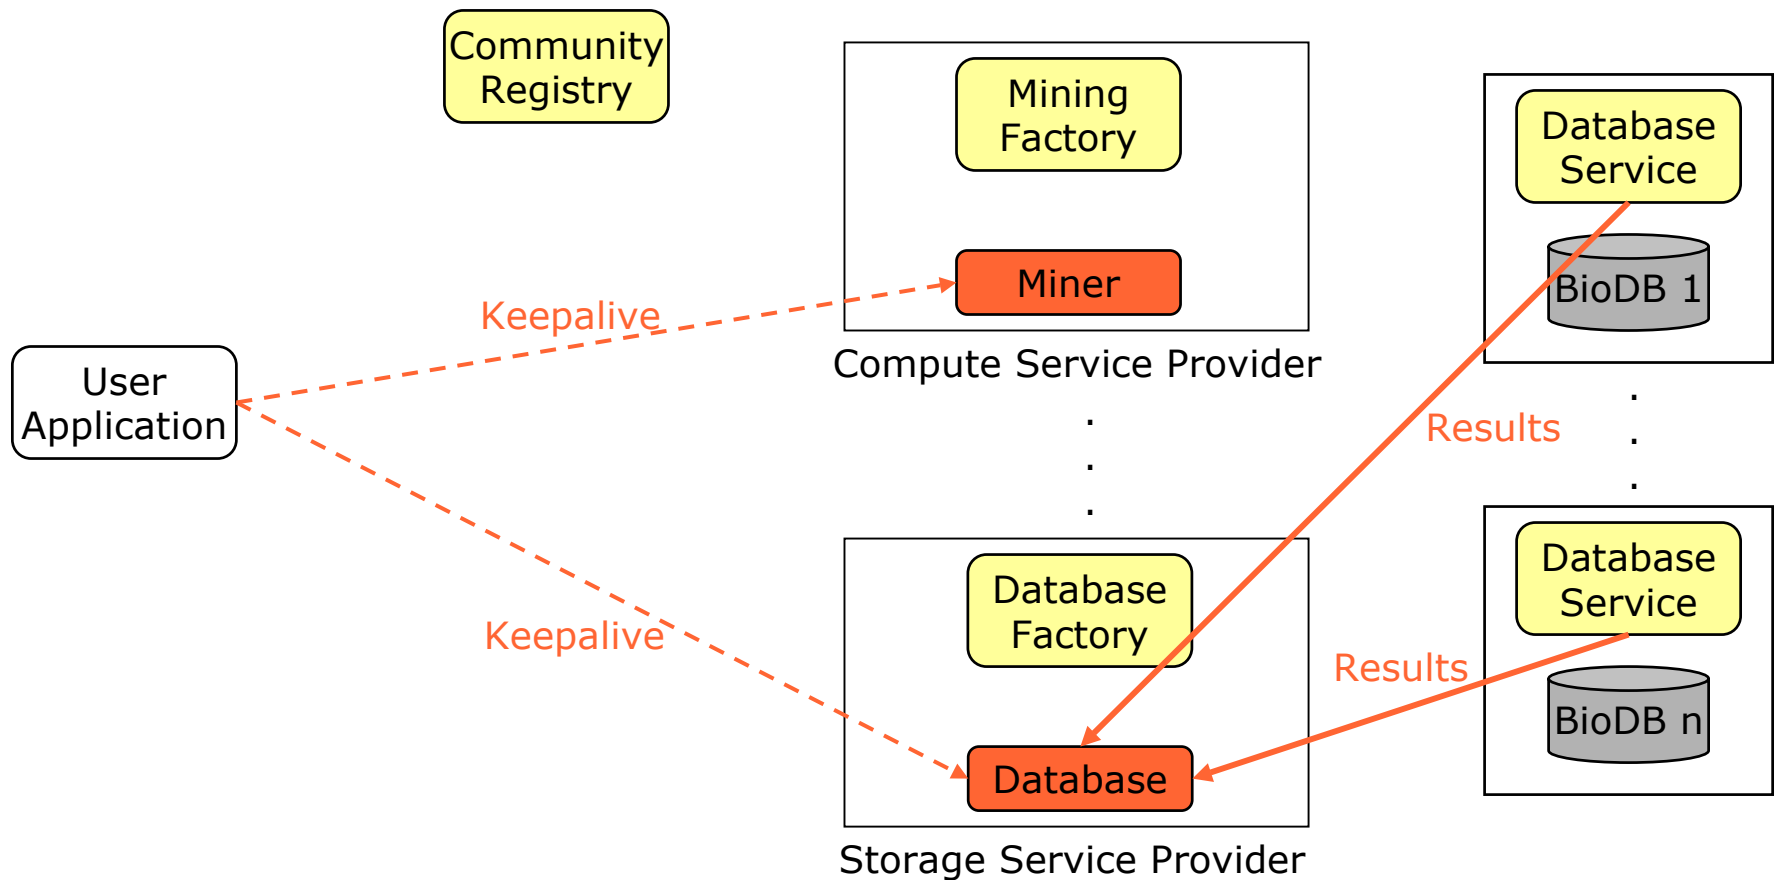 Community
Registry
Mining
Factory
Database
Service
Miner
BioDB 1
Keepalive
Compute Service Provider
User
Application
Results
.
.
.
.
.
.
Database
Factory
Database
Service
Keepalive
Results
BioDB n
Database
Storage Service Provider